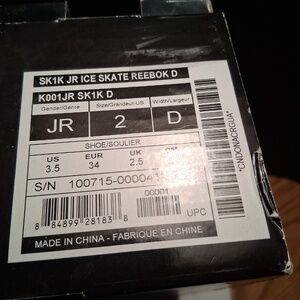 SK1K JR ICE SKATE REEBOK D
K001JR SK1K D
Gender/Genre Size/Grandeur-US Width/Largeur
JR 2 D
SHOE/SOULIER
US EUR UK
3.5 34 2.5
S/N 100715-00004
00001
8 84899 28183 8
UPC
MADE IN CHINA - FABRIQUE EN CHINE
*CNDONACRGUA*